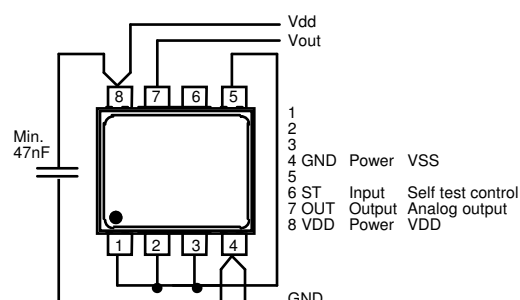 Vdd
Vout
8 7 6 5
Min.
47nF
1
2
3
4 GND Power VSS
5
6 ST Input Self test control
7 OUT Output Analog output
8 VDD Power VDD
1 2 3 4
GND